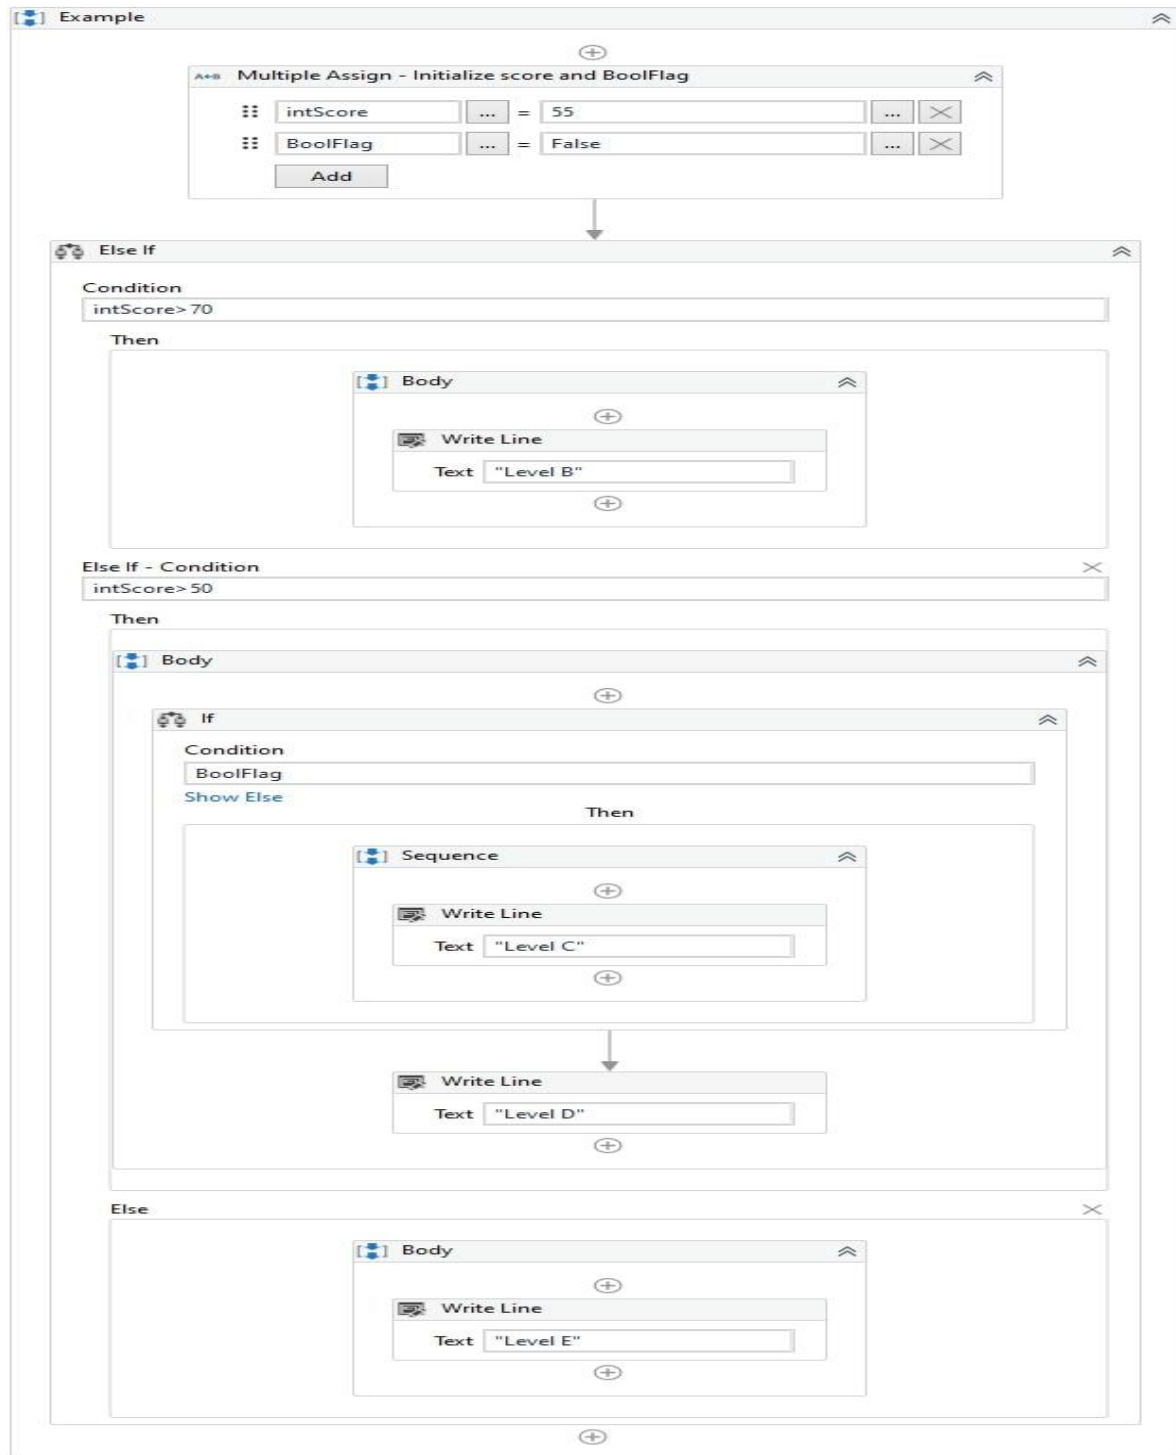 Example
A←B Multiple Assign - Initialize score and BoolFlag
intScore ... = 55 ...
BoolFlag ... = False ...
Add
Else If
Condition
intScore> 70
Then
Body
Write Line
Text "Level B"
Else If - Condition
intScore> 50
Then
Body
If
Condition
BoolFlag
Show Else
Then
Sequence
Write Line
Text "Level C"
Write Line
Text "Level D"
Else
Body
Write Line
Text "Level E"